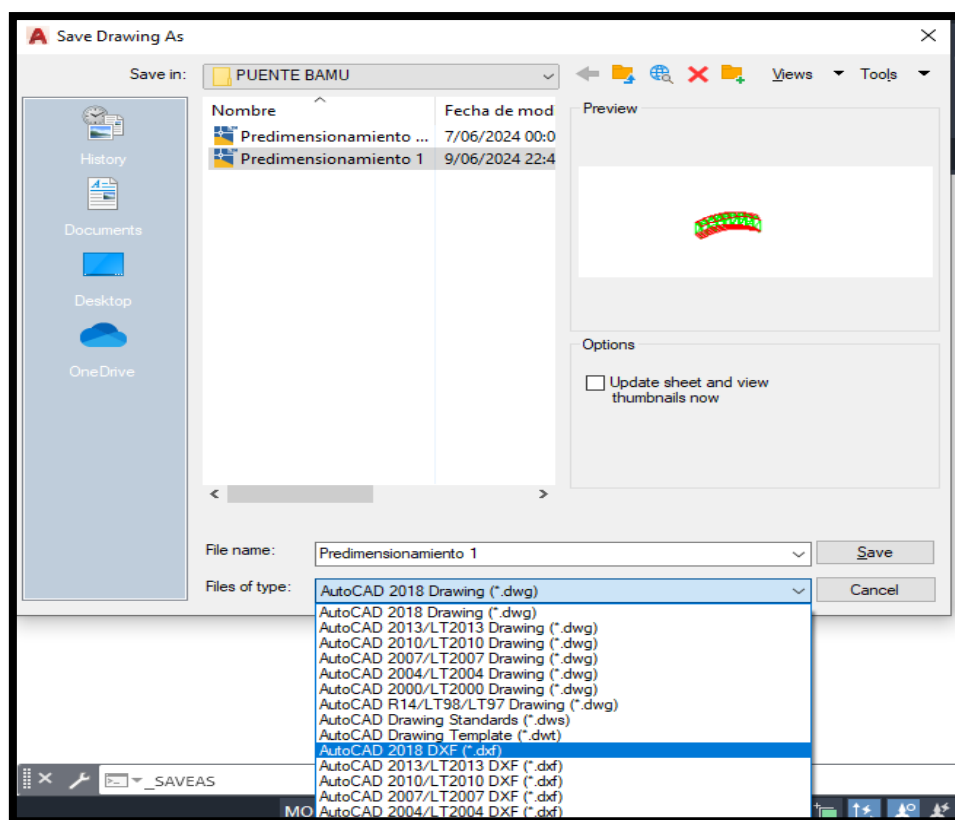 Save Drawing As
Save in: PUENTE BAMU Views Tools
Nombre Fecha de mod
Predimensionamiento ... 7/06/2024 00:0
Predimensionamiento 1 9/06/2024 22:4
History
Documents
Desktop
OneDrive
Preview
Options
Update sheet and view
thumbnails now
File name: Predimensionamiento 1 Save
Files of type: AutoCAD 2018 Drawing (*.dwg) Cancel
AutoCAD 2018 Drawing (*.dwg)
AutoCAD 2013/LT2013 Drawing (*.dwg)
AutoCAD 2010/LT2010 Drawing (*.dwg)
AutoCAD 2007/LT2007 Drawing (*.dwg)
AutoCAD 2004/LT2004 Drawing (*.dwg)
AutoCAD 2000/LT2000 Drawing (*.dwg)
AutoCAD R14/LT98/LT97 Drawing (*.dwg)
AutoCAD Drawing Standards (*.dws)
AutoCAD Drawing Template (*.dwt)
AutoCAD 2018 DXF (*.dxf)
AutoCAD 2013/LT2013 DXF (*.dxf)
AutoCAD 2010/LT2010 DXF (*.dxf)
AutoCAD 2007/LT2007 DXF (*.dxf)
AutoCAD 2004/LT2004 DXF (*.dxf)
_SAVEAS
MO